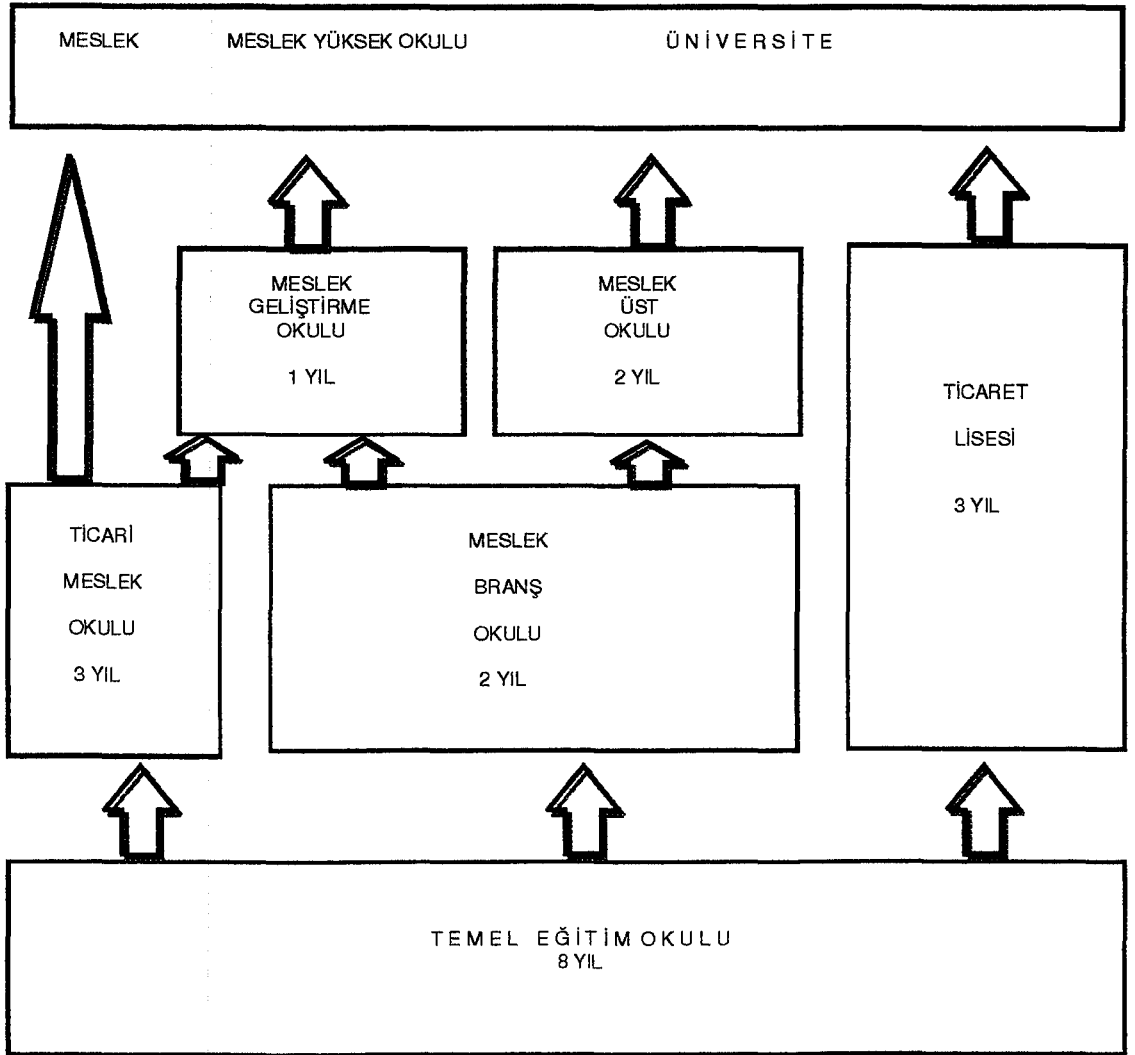 MESLEK MESLEK YÜKSEK OKULU ÜNİVERSİTE
MESLEK
GELİŞTİRME
OKULU
1 YIL
MESLEK
ÜST
OKULU
2 YIL
TİCARET
LİSESİ
3 YIL
TİCARİ
MESLEK
OKULU
3 YIL
MESLEK
BRANŞ
OKULU
2 YIL
TEMEL EĞİTİM OKULU
8 YIL